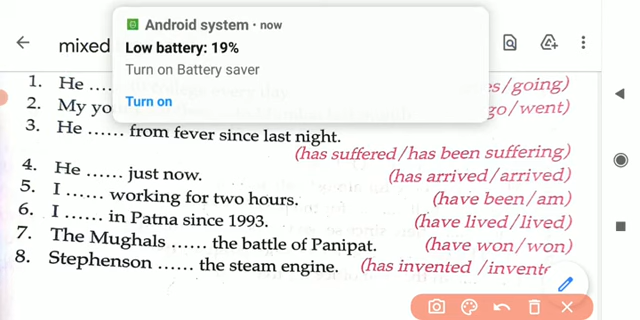 Android system · now
Low battery: 19%
Turn on Battery saver
Turn on
mixed
1. He ....
/going)
2. My
go/went)
3. He ...... from fever since last night.
(has suffered/has been suffering)
4. He ...... just now. (has arrived/arrived)
5. I ...... working for two hours. (have been/am)
6. I ...... in Patna since 1993. (have lived/lived)
7. The Mughals ...... the battle of Panipat. (have won/won)
8. Stephenson ...... the steam engine. (has invented /invente